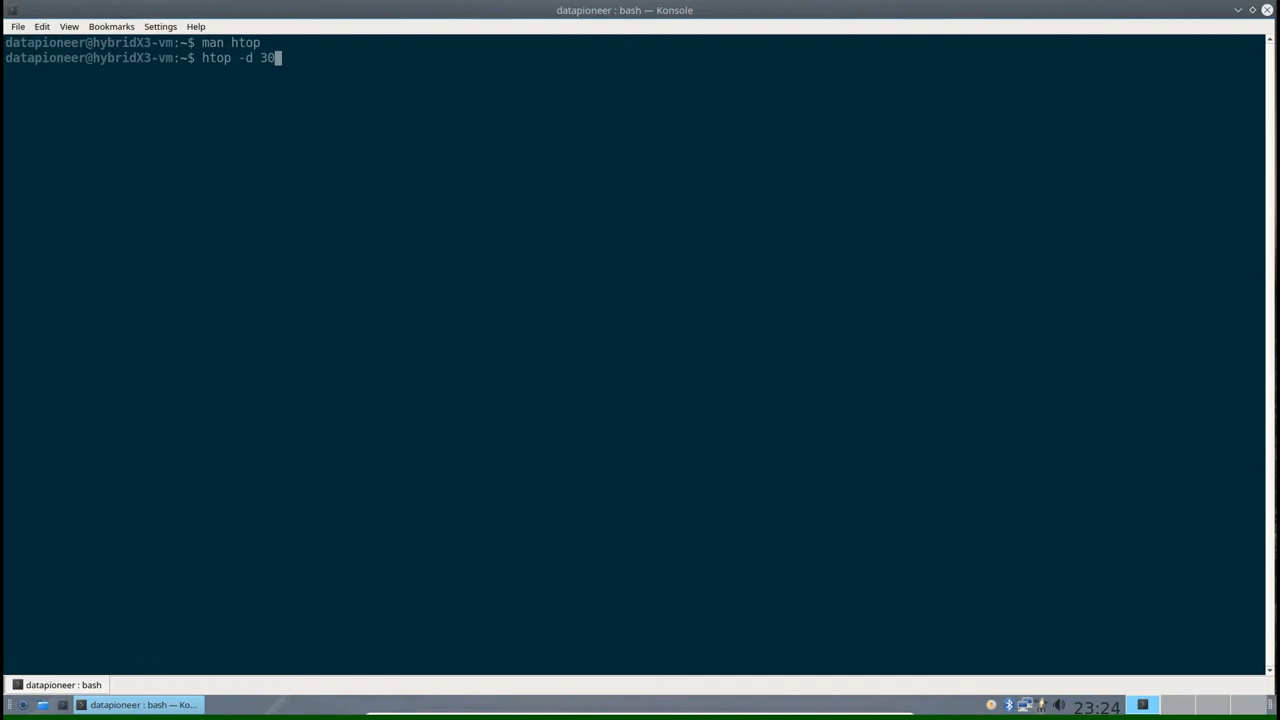 datapioneer : bash — Konsole
File Edit View Bookmarks Settings Help
datapioneer@hybridX3-vm:~$ man htop
datapioneer@hybridX3-vm:~$ htop -d 30
datapioneer : bash
datapioneer : bash — Ko...
23:24